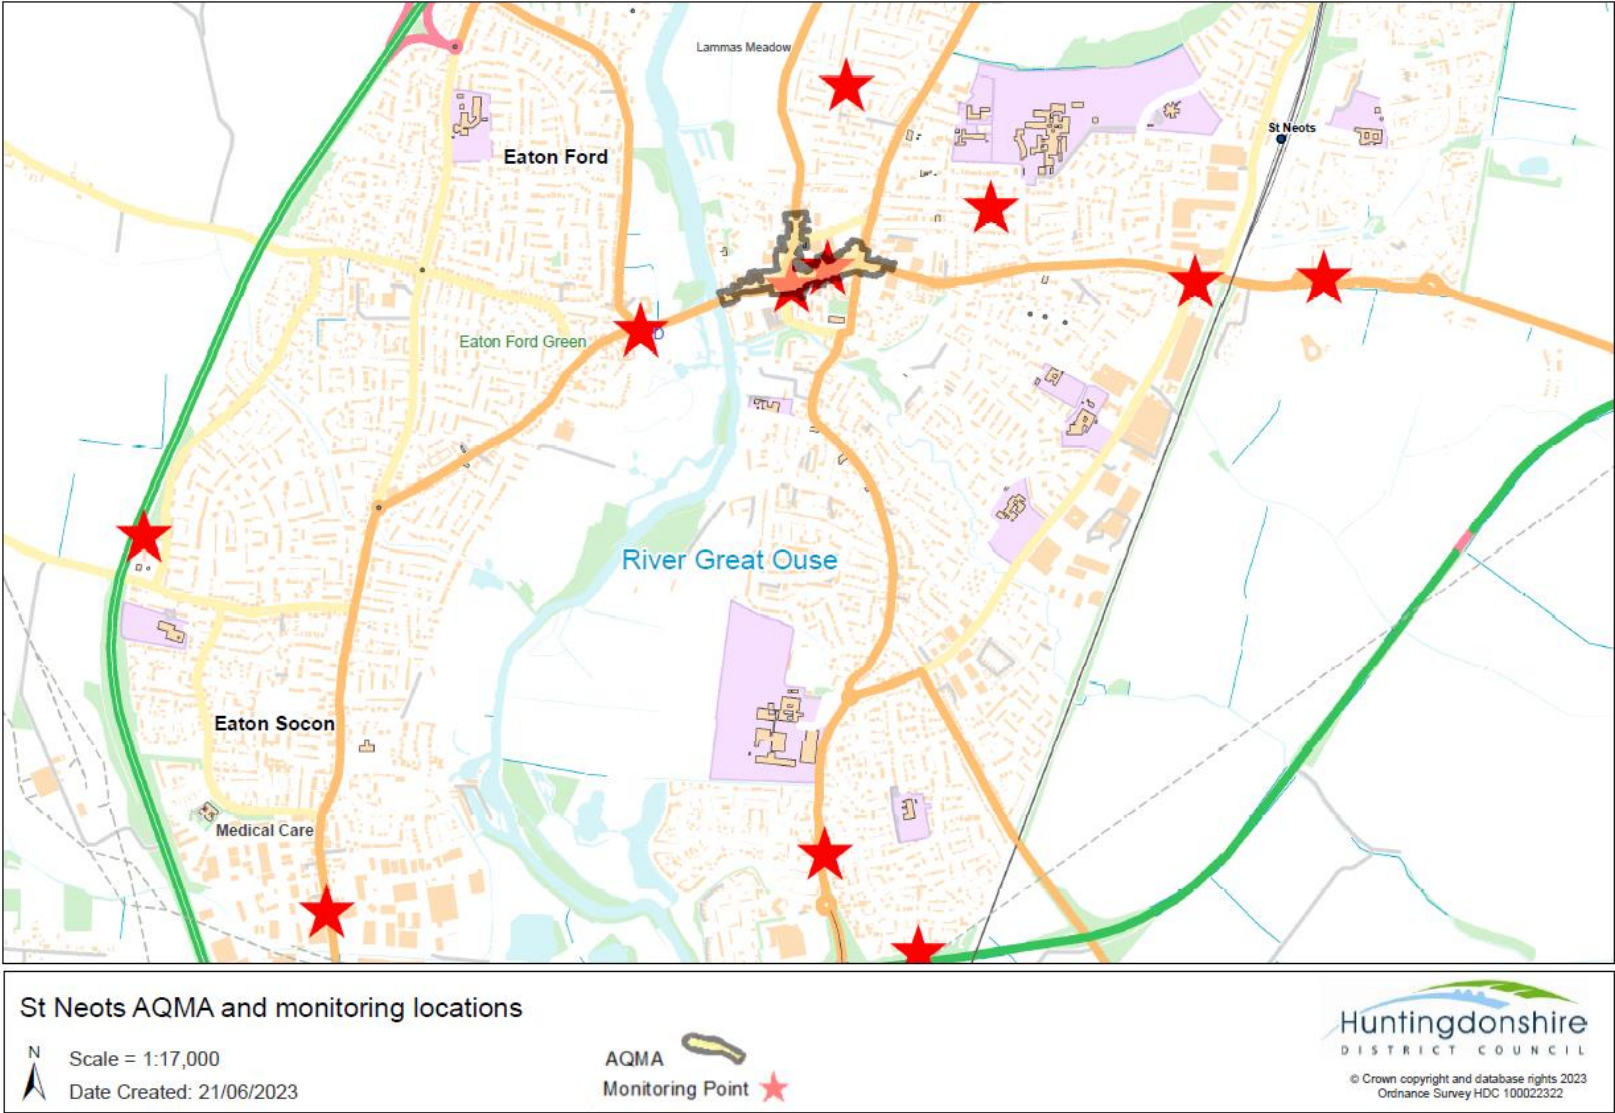 Lammas Meadow
St Neots
Eaton Ford
Eaton Ford Green
River Great Ouse
Eaton Socon
Medical Care
St Neots AQMA and monitoring locations
N
Scale = 1:17,000
Date Created: 21/06/2023
AQMA
Monitoring Point
Huntingdonshire
DISTRICT COUNCIL
© Crown copyright and database rights 2023
Ordnance Survey HDC 100022322